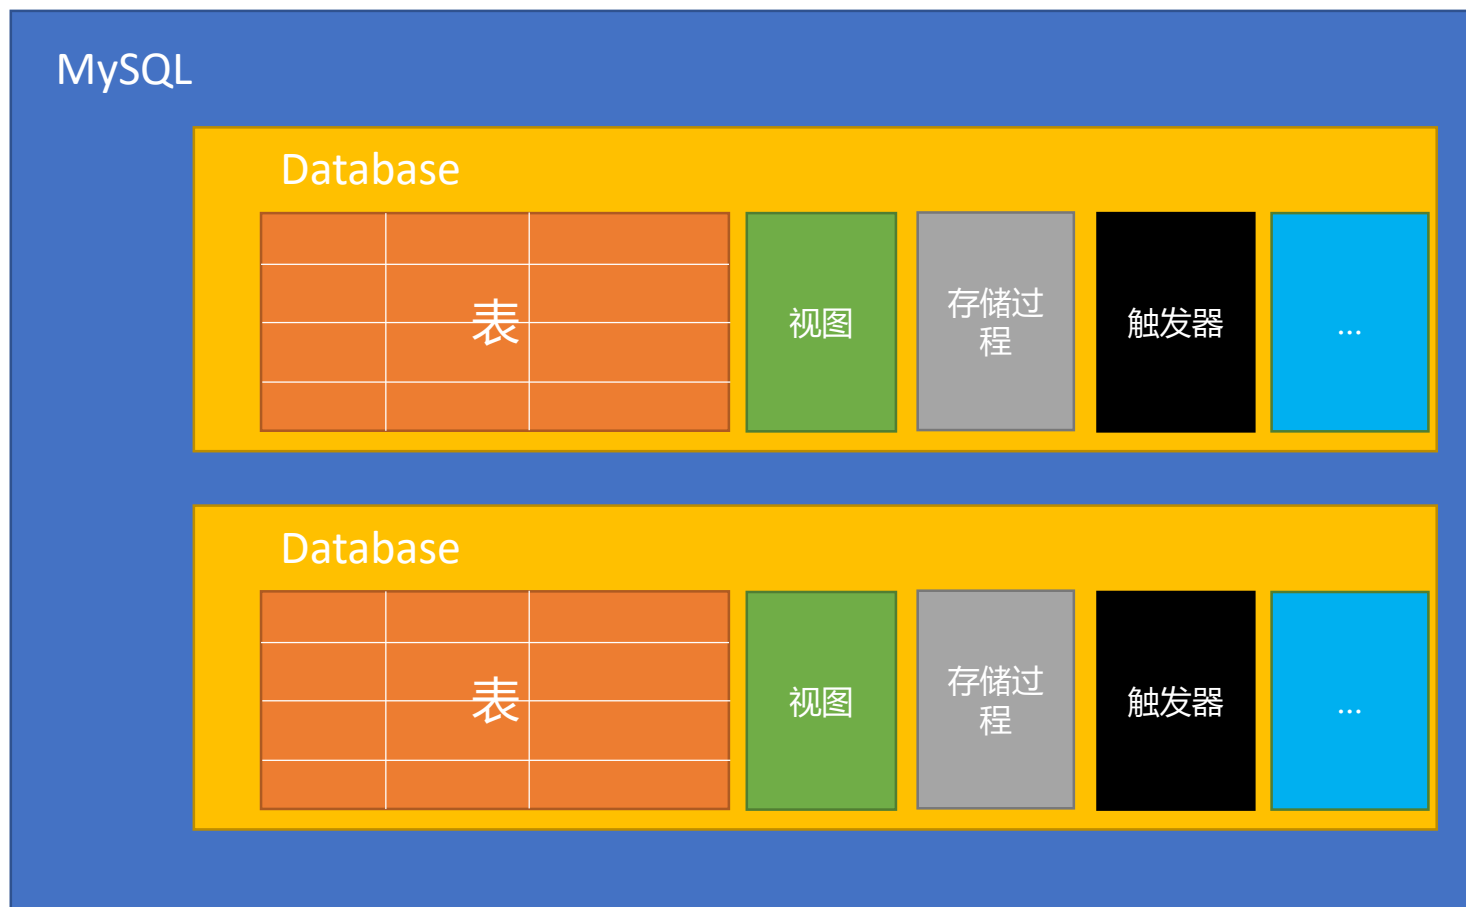 MySQL
Database
表
视图
存储过
程
触发器
...
Database
表
视图
存储过
程
触发器
...